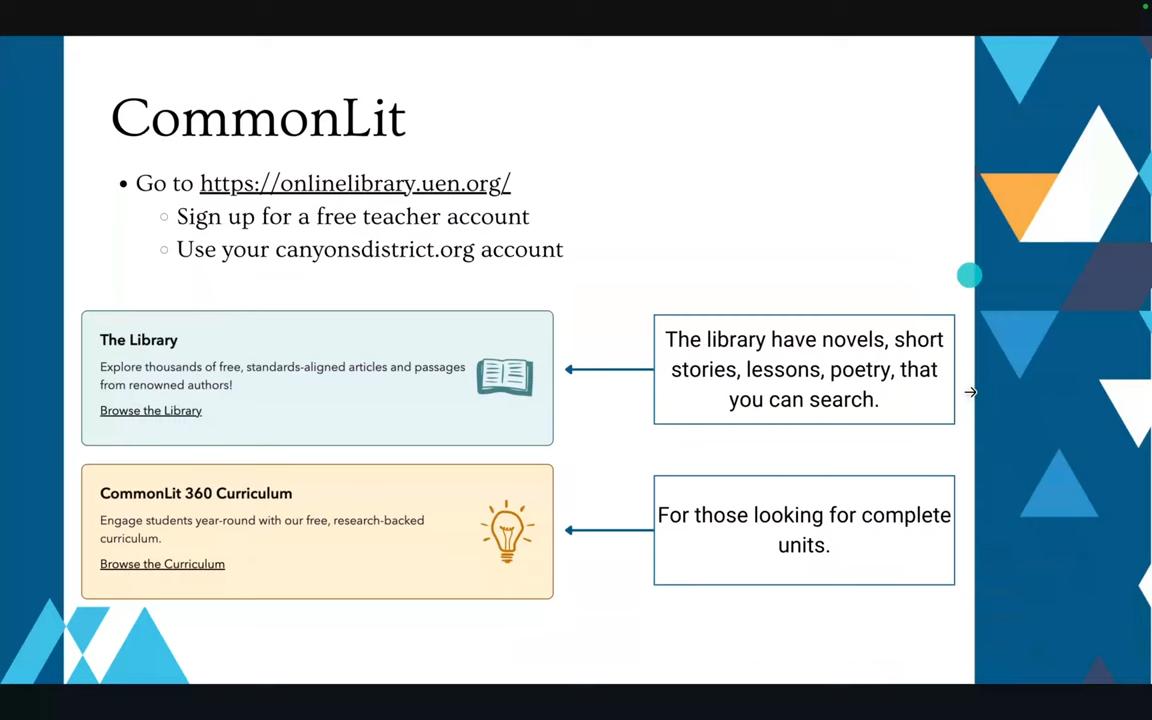 CommonLit
• Go to https://onlinelibrary.uen.org/
○ Sign up for a free teacher account
○ Use your canyonsdistrict.org account
The Library
Explore thousands of free, standards-aligned articles and passages
from renowned authors!
Browse the Library
The library have novels, short
stories, lessons, poetry, that
you can search.
CommonLit 360 Curriculum
Engage students year-round with our free, research-backed
curriculum.
Browse the Curriculum
For those looking for complete
units.